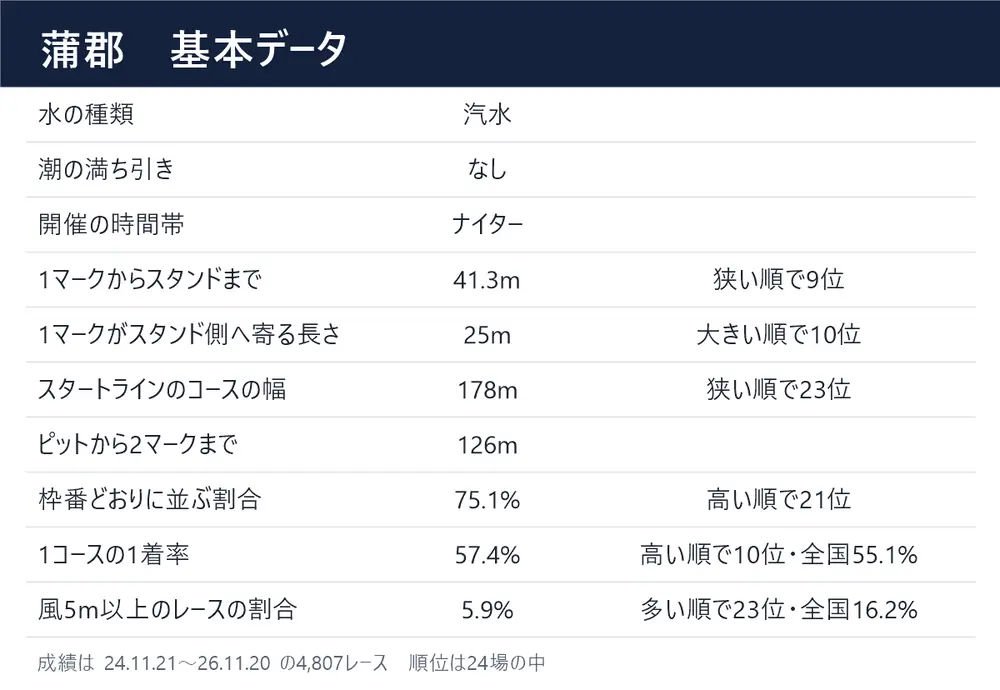 蒲郡　基本データ
水の種類　汽水
潮の満ち引き　なし
開催の時間帯　ナイター
1マークからスタンドまで　41.3m　狭い順で9位
1マークがスタンド側へ寄る長さ　25m　大きい順で10位
スタートラインのコースの幅　178m　狭い順で23位
ピットから2マークまで　126m
枠番どおりに並ぶ割合　75.1%　高い順で21位
1コースの1着率　57.4%　高い順で10位・全国55.1%
風5m以上のレースの割合　5.9%　多い順で23位・全国16.2%
成績は 24.11.21～26.11.20 の4,807レース　順位は24場の中